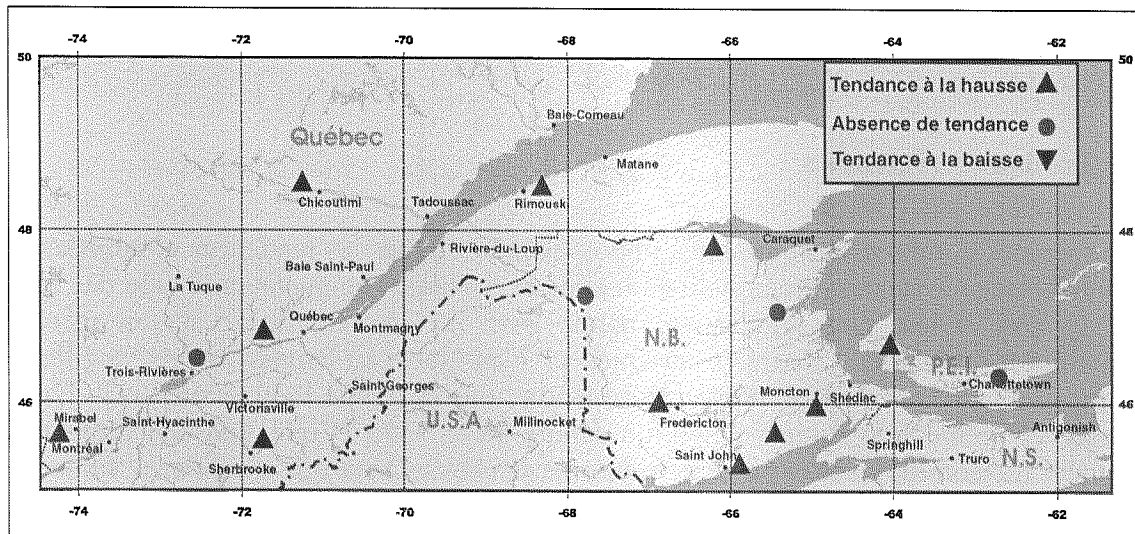 -74 -72 -70 -68 -66 -64 -62
50 50
Tendance à la hausse
Absence de tendance
Tendance à la baisse
Québec
Baie-Comeau
Matane
Chicoutimi
Tadoussac
Rimousk
48 48
Rivière-du-Loup
Caraquet
Baie Saint-Paul
La Tuque
Québec
Montmagny
N.B.
P.E.I.
Trois-Rivières
Saint-Georges
Charlottetown
Moncton
Shédiac
Victoriaville
46 46
Mirabel
Saint-Hyacinthe
U.S.A
Millinocket
Fredericton
Antigonish
Montréal
Springhill
Sherbrooke
Saint John
Truro
N.S.
-74 -72 -70 -68 -66 -64 -62